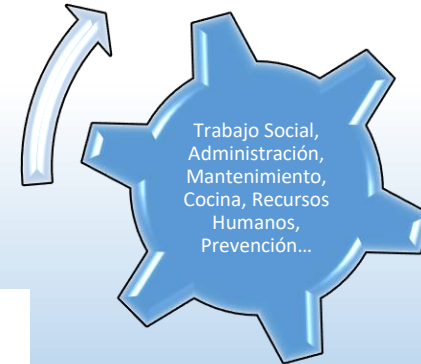 Trabajo Social,
Administración,
Mantenimiento,
Cocina, Recursos
Humanos,
Prevención...